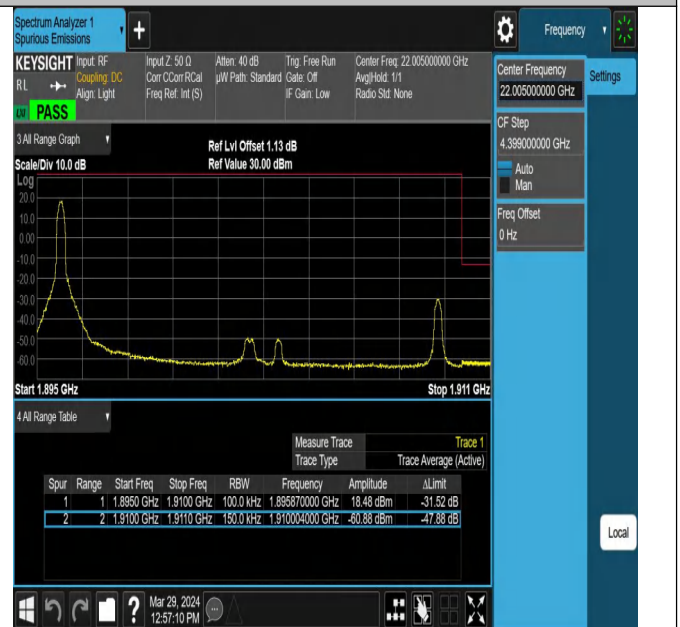 Spectrum Analyzer 1
Spurious Emissions
+
Frequency
KEYSIGHT Input: RF Input Z: 50 Ω Atten: 40 dB Trig: Free Run Center Freq: 22.005000000 GHz
RL Coupling: DC Corr CCorr RCal µW Path: Standard Gate: Off Avg|Hold: 1/1
Align: Light Freq Ref: Int (S) IF Gain: Low Radio Std: None
PASS
Center Frequency
22.005000000 GHz
Settings
CF Step
4.399000000 GHz
Auto
Man
Freq Offset
0 Hz
3 All Range Graph
Ref Lvl Offset 1.13 dB
Scale/Div 10.0 dB Ref Value 30.00 dBm
Log
20.0
10.0
0.00
-10.0
-20.0
-30.0
-40.0
-50.0
-60.0
Start 1.895 GHz Stop 1.911 GHz
4 All Range Table
Measure Trace Trace 1
Trace Type Trace Average (Active)
Spur Range Start Freq Stop Freq RBW Frequency Amplitude ΔLimit
1 1 1.8950 GHz 1.9100 GHz 100.0 kHz 1.895870000 GHz 18.48 dBm -31.52 dB
2 2 1.9100 GHz 1.9110 GHz 150.0 kHz 1.910004000 GHz -60.88 dBm -47.88 dB
Local
? Mar 29, 2024
12:57:10 PM